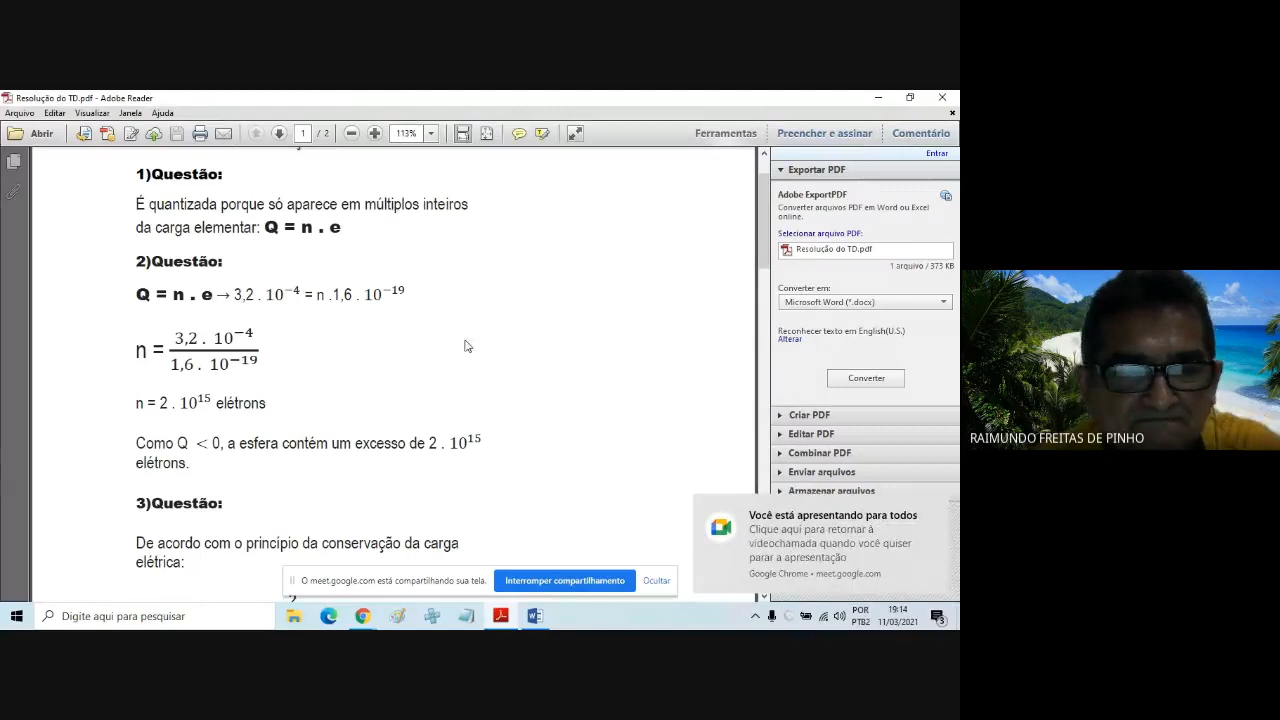 Resolução do TD.pdf - Adobe Reader
Arquivo Editar Visualizar Janela Ajuda
Abrir 1 / 2 113% Ferramentas Preencher e assinar Comentário
1)Questão:
É quantizada porque só aparece em múltiplos inteiros
da carga elementar: Q = n . e
2)Questão:
Q = n . e → 3,2 . 10⁻⁴ = n .1,6 . 10⁻¹⁹
n = 3,2 . 10⁻⁴ / 1,6 . 10⁻¹⁹
n = 2 . 10¹⁵ elétrons
Como Q < 0, a esfera contém um excesso de 2 . 10¹⁵
elétrons.
3)Questão:
De acordo com o princípio da conservação da carga
elétrica:
2
Entrar
Exportar PDF
Adobe ExportPDF
Converter arquivos PDF em Word ou Excel
online.
Selecionar arquivo PDF:
Resolução do TD.pdf
1 arquivo / 373 KB
Converter em:
Microsoft Word (*.docx)
Reconhecer texto em English(U.S.)
Alterar
Converter
Criar PDF
Editar PDF
Combinar PDF
Enviar arquivos
Armazenar arquivos
Você está apresentando para todos
Clique aqui para retornar à
videochamada quando você quiser
parar a apresentação
Google Chrome • meet.google.com
O meet.google.com está compartilhando sua tela. Interromper compartilhamento Ocultar
Digite aqui para pesquisar
POR
PTB2
19:14
11/03/2021
3
RAIMUNDO FREITAS DE PINHO